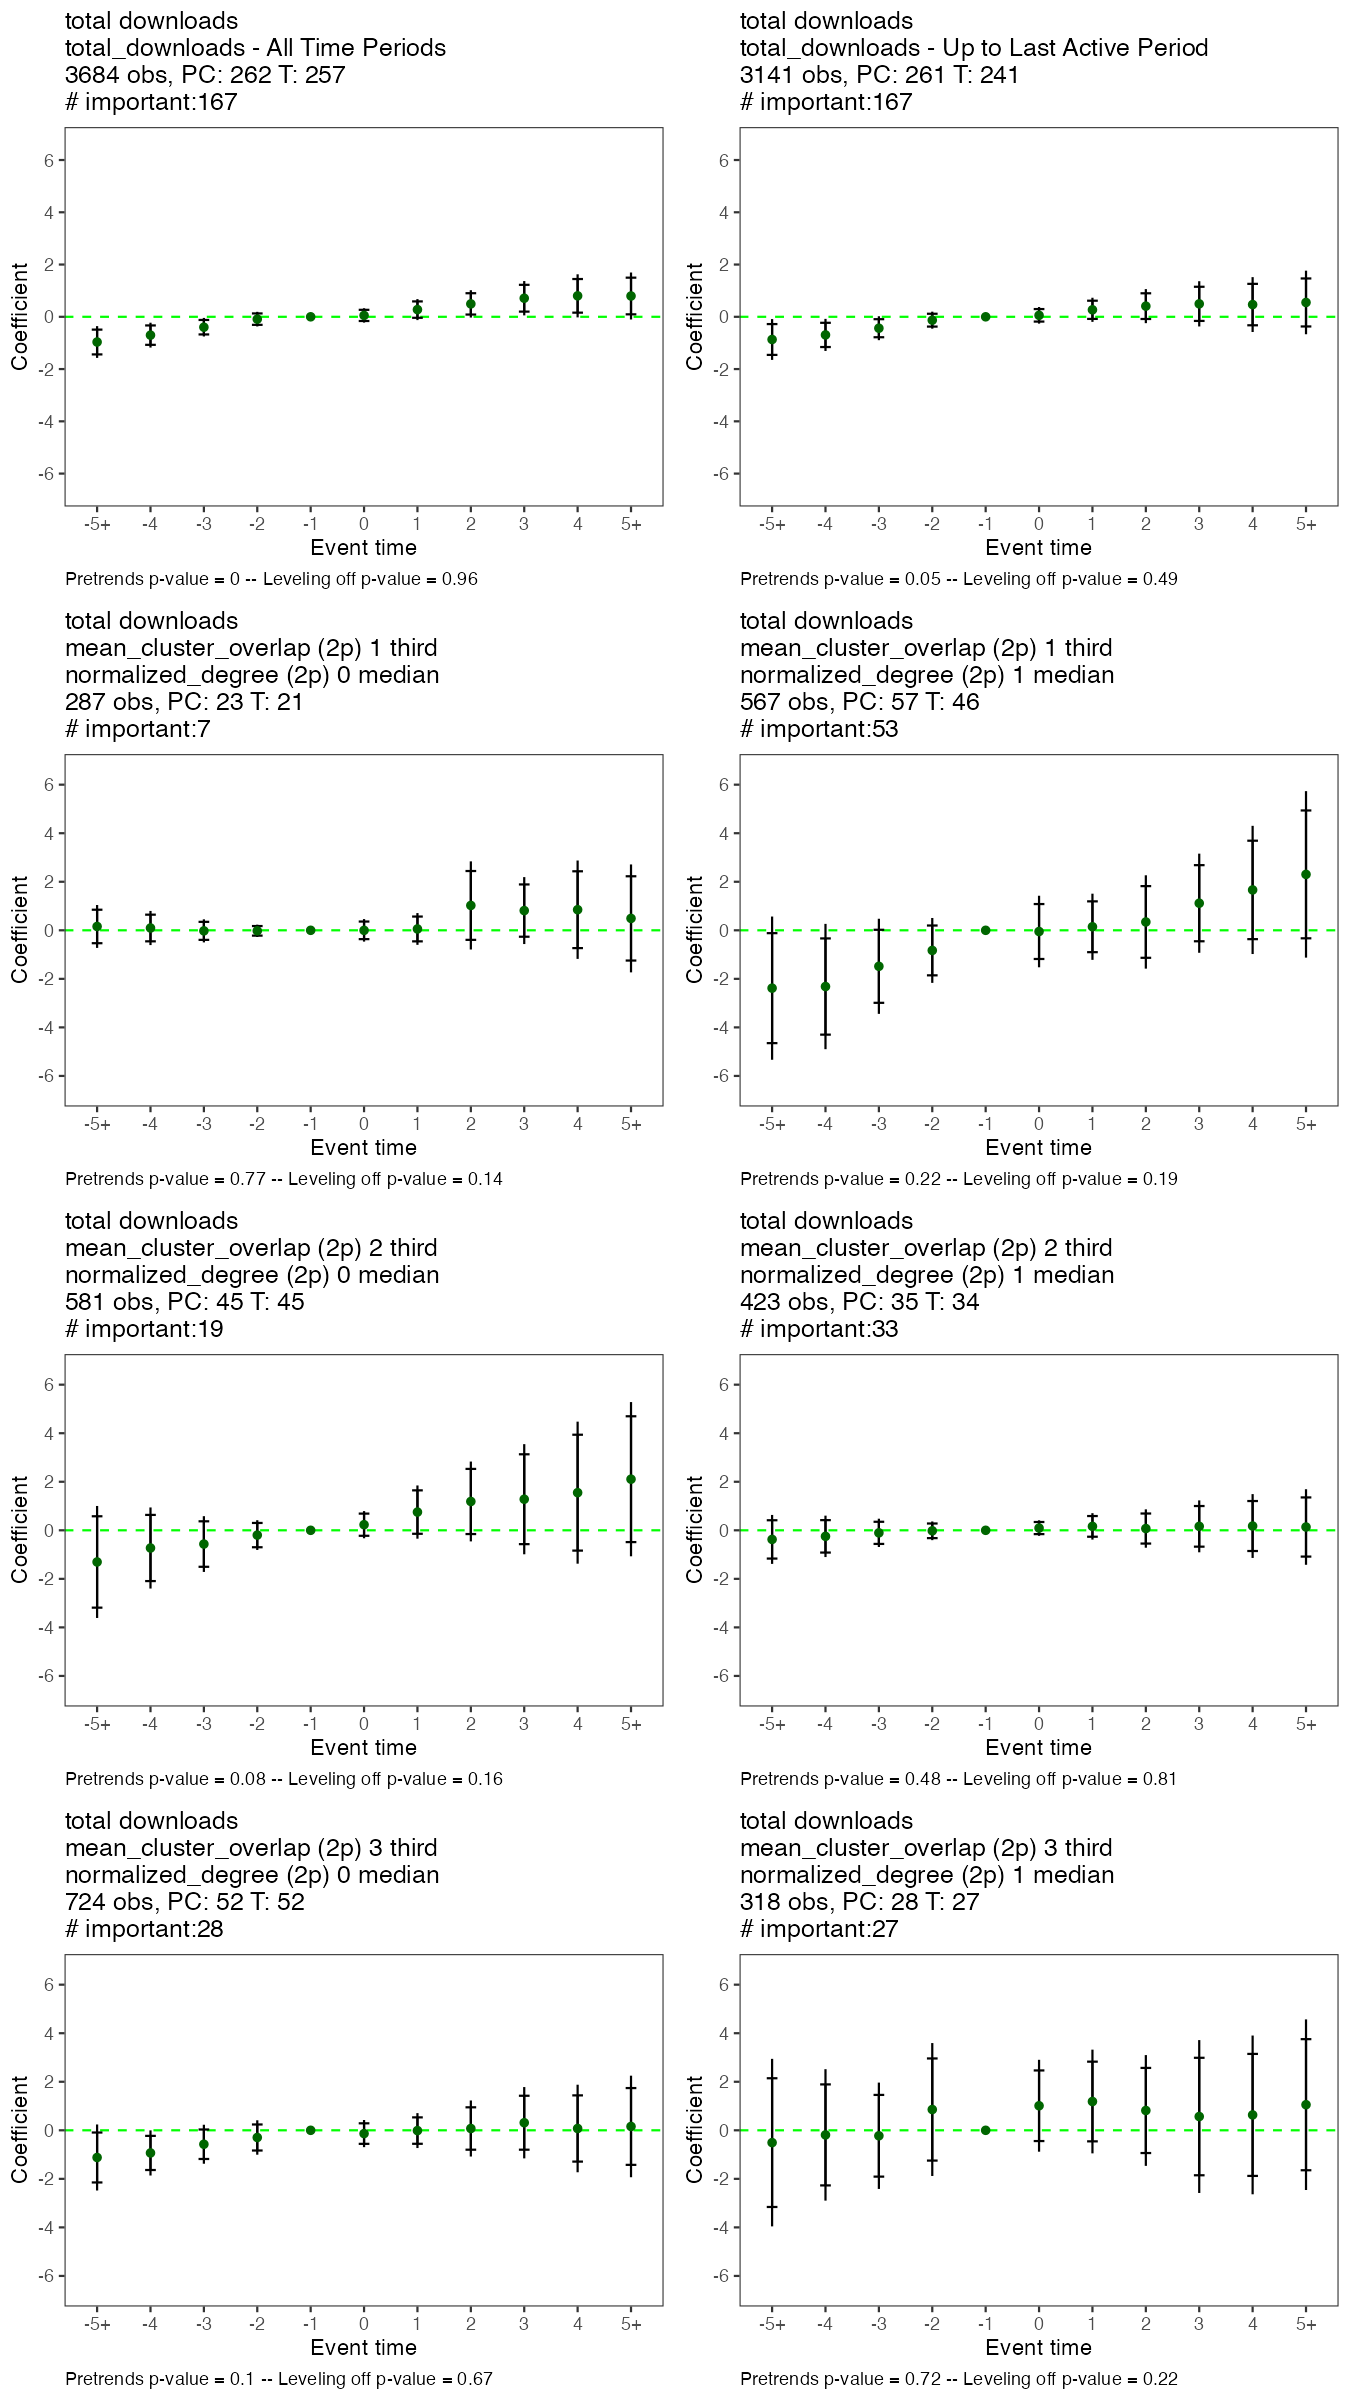 total downloads
total_downloads - All Time Periods
3684 obs, PC: 262 T: 257
# important:167
6
4
2
0
-2
-4
-6
Coefficient
-5+ -4 -3 -2 -1 0 1 2 3 4 5+
Event time
Pretrends p-value = 0 -- Leveling off p-value = 0.96
total downloads
total_downloads - Up to Last Active Period
3141 obs, PC: 261 T: 241
# important:167
6
4
2
0
-2
-4
-6
Coefficient
-5+ -4 -3 -2 -1 0 1 2 3 4 5+
Event time
Pretrends p-value = 0.05 -- Leveling off p-value = 0.49
total downloads
mean_cluster_overlap (2p) 1 third
normalized_degree (2p) 0 median
287 obs, PC: 23 T: 21
# important:7
6
4
2
0
-2
-4
-6
Coefficient
-5+ -4 -3 -2 -1 0 1 2 3 4 5+
Event time
Pretrends p-value = 0.77 -- Leveling off p-value = 0.14
total downloads
mean_cluster_overlap (2p) 1 third
normalized_degree (2p) 1 median
567 obs, PC: 57 T: 46
# important:53
6
4
2
0
-2
-4
-6
Coefficient
-5+ -4 -3 -2 -1 0 1 2 3 4 5+
Event time
Pretrends p-value = 0.22 -- Leveling off p-value = 0.19
total downloads
mean_cluster_overlap (2p) 2 third
normalized_degree (2p) 0 median
581 obs, PC: 45 T: 45
# important:19
6
4
2
0
-2
-4
-6
Coefficient
-5+ -4 -3 -2 -1 0 1 2 3 4 5+
Event time
Pretrends p-value = 0.08 -- Leveling off p-value = 0.16
total downloads
mean_cluster_overlap (2p) 2 third
normalized_degree (2p) 1 median
423 obs, PC: 35 T: 34
# important:33
6
4
2
0
-2
-4
-6
Coefficient
-5+ -4 -3 -2 -1 0 1 2 3 4 5+
Event time
Pretrends p-value = 0.48 -- Leveling off p-value = 0.81
total downloads
mean_cluster_overlap (2p) 3 third
normalized_degree (2p) 0 median
724 obs, PC: 52 T: 52
# important:28
6
4
2
0
-2
-4
-6
Coefficient
-5+ -4 -3 -2 -1 0 1 2 3 4 5+
Event time
Pretrends p-value = 0.1 -- Leveling off p-value = 0.67
total downloads
mean_cluster_overlap (2p) 3 third
normalized_degree (2p) 1 median
318 obs, PC: 28 T: 27
# important:27
6
4
2
0
-2
-4
-6
Coefficient
-5+ -4 -3 -2 -1 0 1 2 3 4 5+
Event time
Pretrends p-value = 0.72 -- Leveling off p-value = 0.22